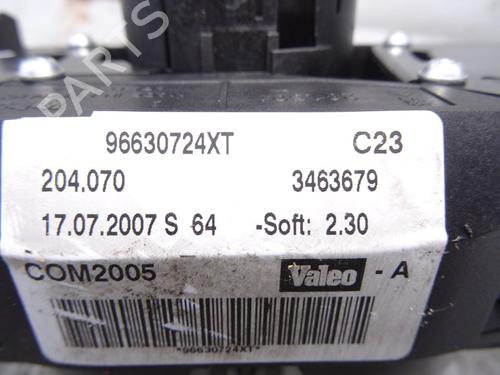 PARTS
96630724XT C23
204.070 3463679
17.07.2007 S 64 -Soft: 2.30
COM2005 Valeo - A
*96630724XT*